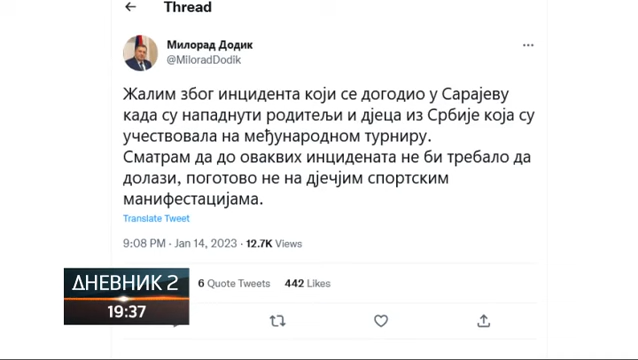 Thread
Милорад Додик
@MiloradDodik
Жалим због инцидента који се догодио у Сарајеву
када су нападнути родитељи и дјеца из Србије која су
учествовала на међународном турниру.
Сматрам да до оваквих инцидената не би требало да
долази, поготово не на дјечјим спортским
манифестацијама.
Translate Tweet
9:08 PM · Jan 14, 2023 · 12.7K Views
6 Quote Tweets 442 Likes
ДНЕВНИК 2
19:37